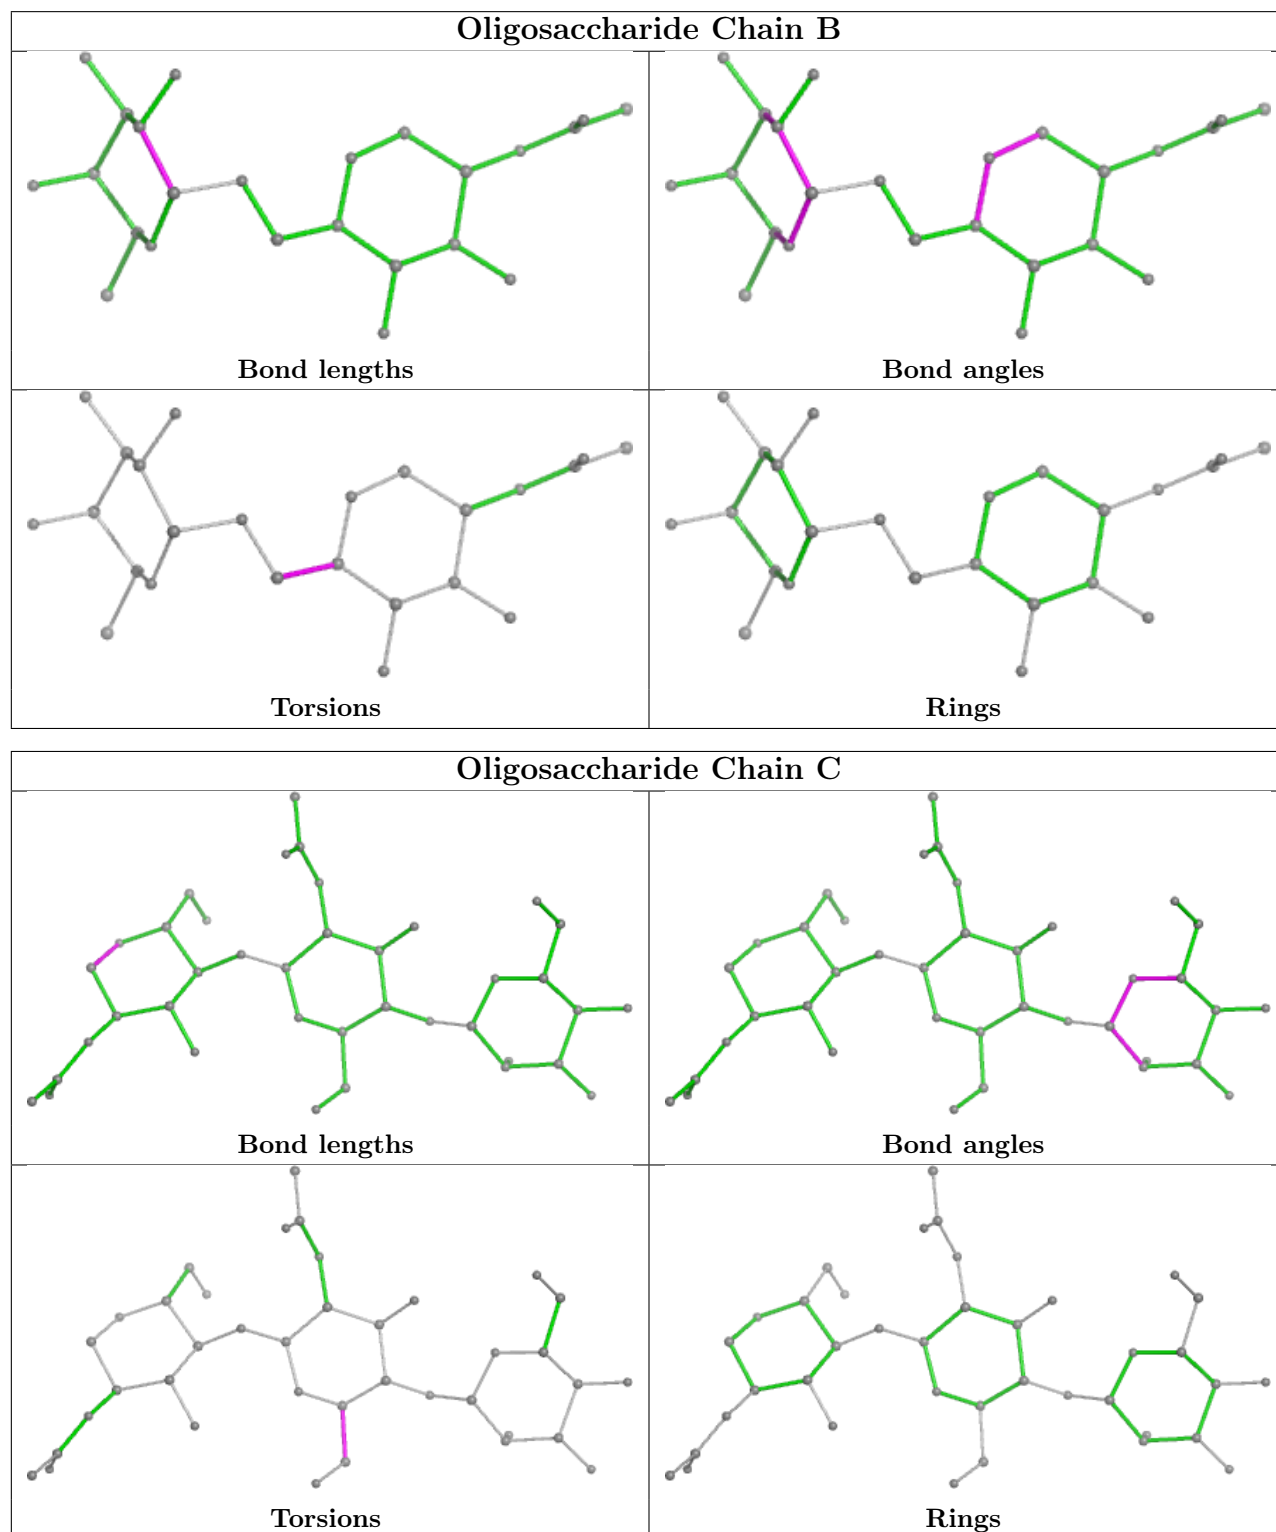 Oligosaccharide Chain B
Bond lengths
Bond angles
Torsions
Rings
Oligosaccharide Chain C
Bond lengths
Bond angles
Torsions
Rings